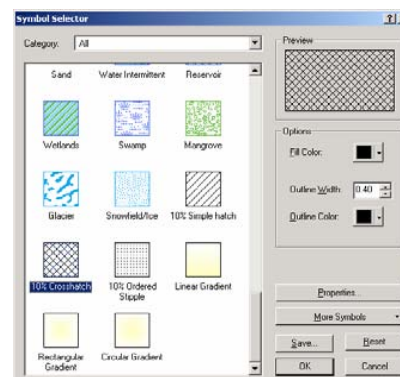 Symbol Selector
Category: All
Preview
Sand Water Intermittent Reservoir
Wetlands Swamp Mangrove
Options
Fill Color:
Outline Width: 0.40
Outline Color:
Glacier Snowfield/Ice 10% Simple hatch
10% Crosshatch 10% Ordered Stipple Linear Gradient
Properties...
More Symbols
Save... Reset
OK Cancel
Rectangular Gradient Circular Gradient